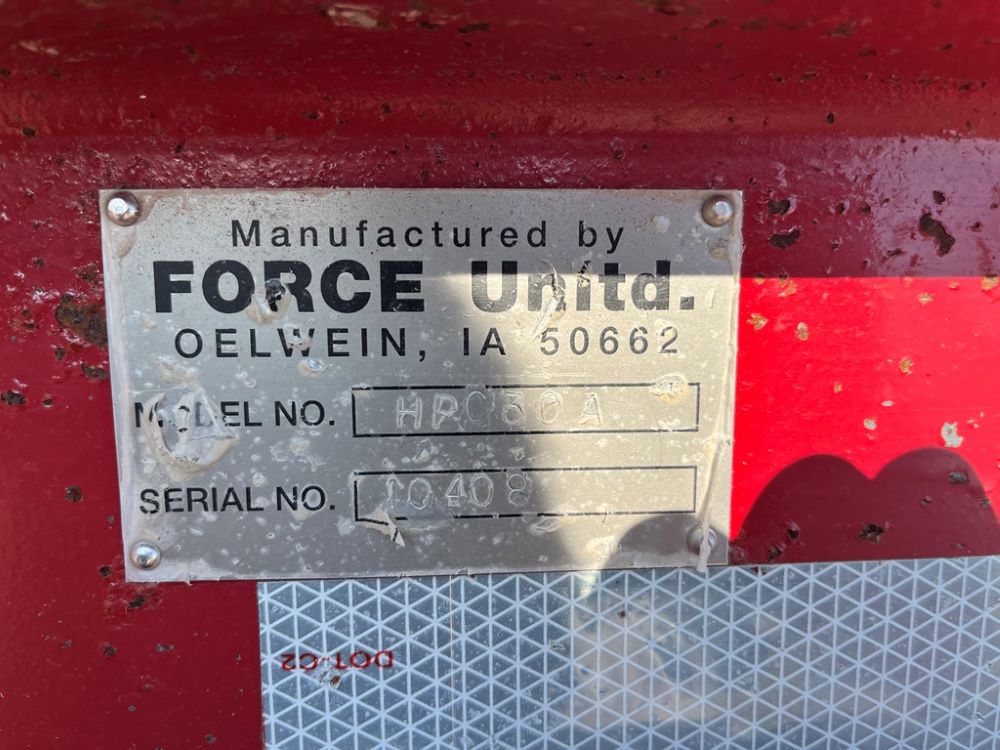 Manufactured by
FORCE Unltd.
OELWEIN, IA 50662
MODEL NO. HPC30A
SERIAL NO. 10408
DOT-C2